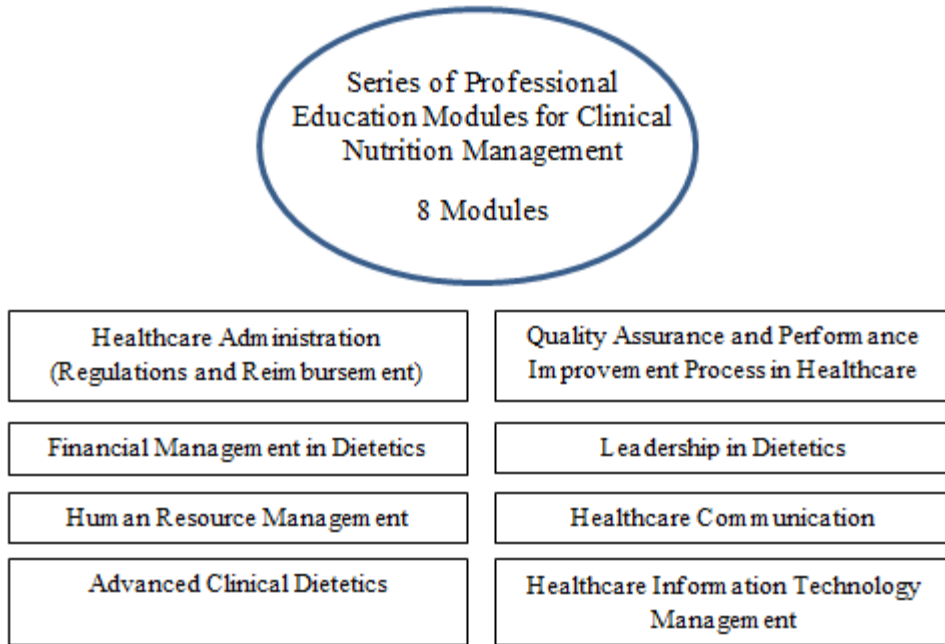 Series of Professional
Education Modules for Clinical
Nutrition Management
8 Modules
Healthcare Administration
(Regulations and Reimbursement)
Quality Assurance and Performance
Improvement Process in Healthcare
Financial Management in Dietetics
Leadership in Dietetics
Human Resource Management
Healthcare Communication
Advanced Clinical Dietetics
Healthcare Information Technology
Management